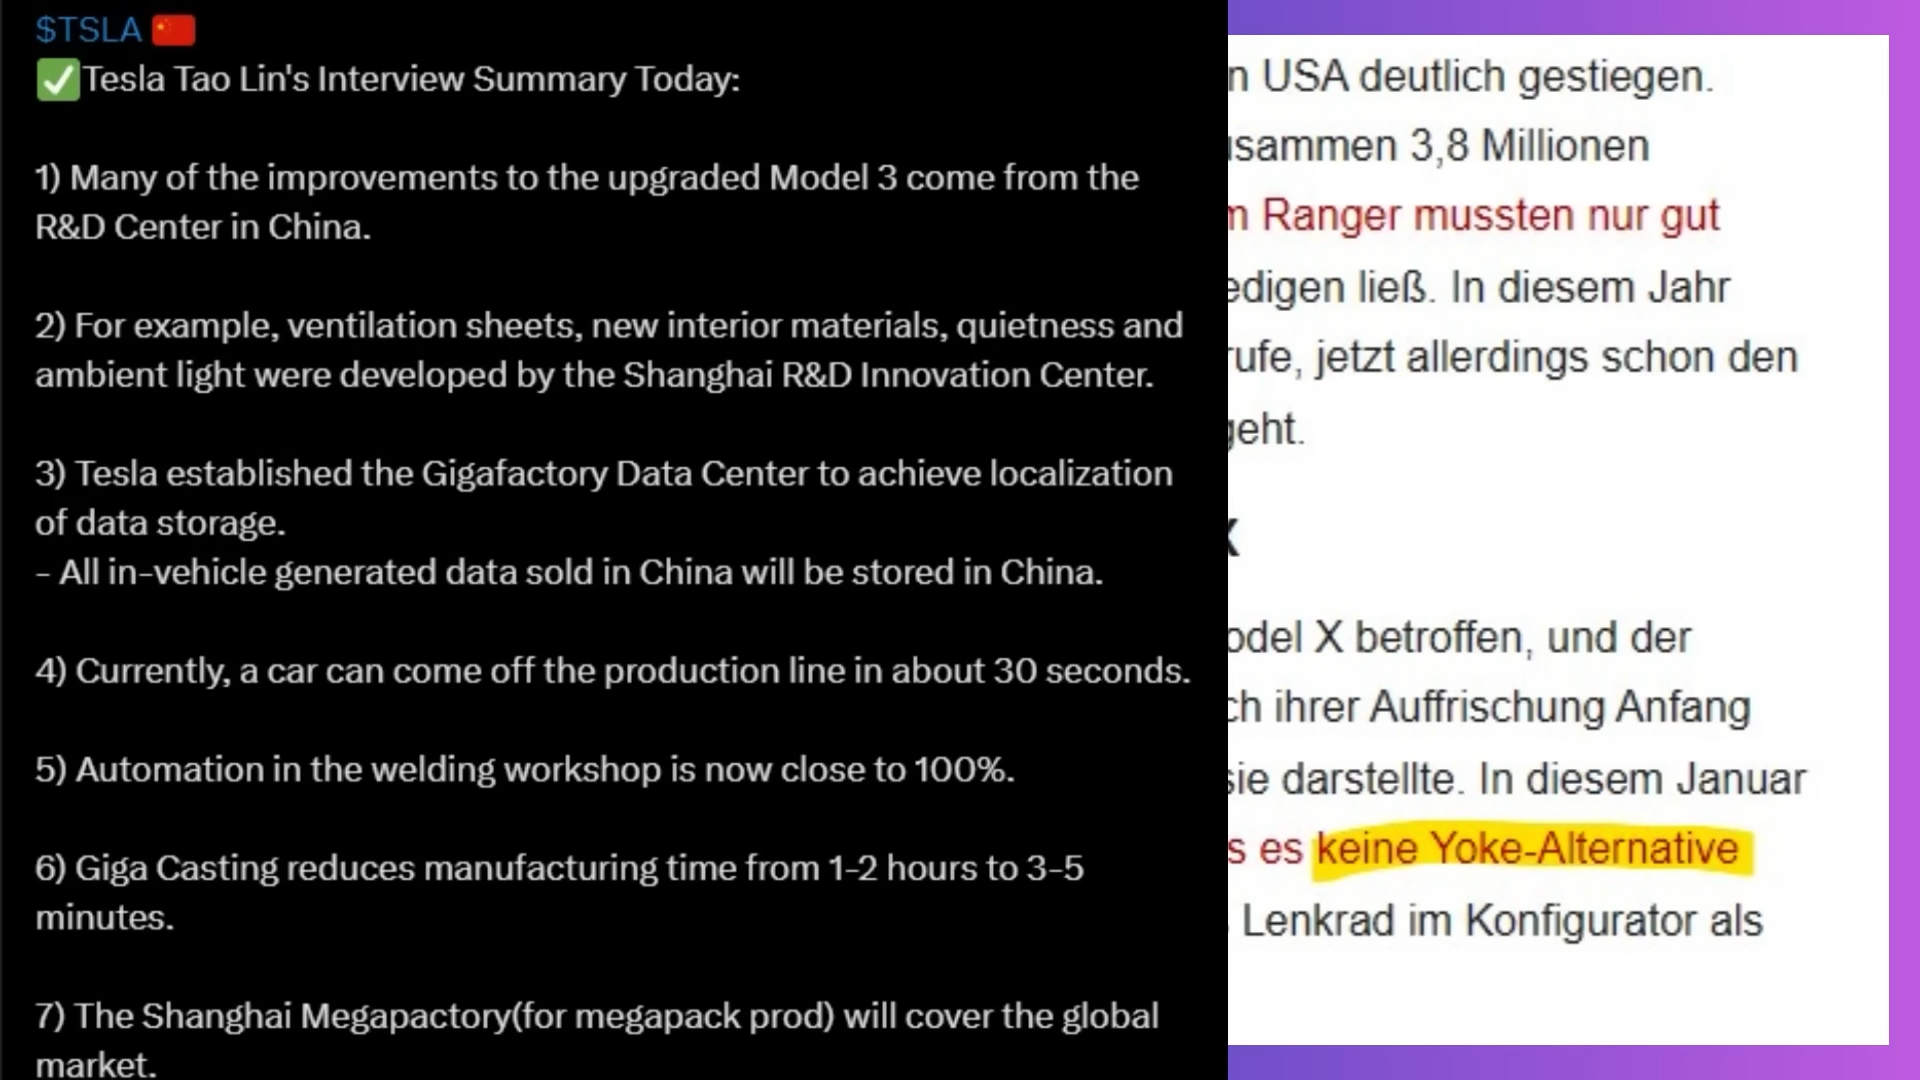 $TSLA 🇨🇳
✅Tesla Tao Lin's Interview Summary Today:
1) Many of the improvements to the upgraded Model 3 come from the
R&D Center in China.
2) For example, ventilation sheets, new interior materials, quietness and
ambient light were developed by the Shanghai R&D Innovation Center.
3) Tesla established the Gigafactory Data Center to achieve localization
of data storage.
- All in-vehicle generated data sold in China will be stored in China.
4) Currently, a car can come off the production line in about 30 seconds.
5) Automation in the welding workshop is now close to 100%.
6) Giga Casting reduces manufacturing time from 1-2 hours to 3-5
minutes.
7) The Shanghai Megapactory(for megapack prod) will cover the global
market.
n USA deutlich gestiegen.
usammen 3,8 Millionen
m Ranger mussten nur gut
edigen ließ. In diesem Jahr
rufe, jetzt allerdings schon den
geht.
X
odel X betroffen, und der
ch ihrer Auffrischung Anfang
sie darstellte. In diesem Januar
s es keine Yoke-Alternative
Lenkrad im Konfigurator als